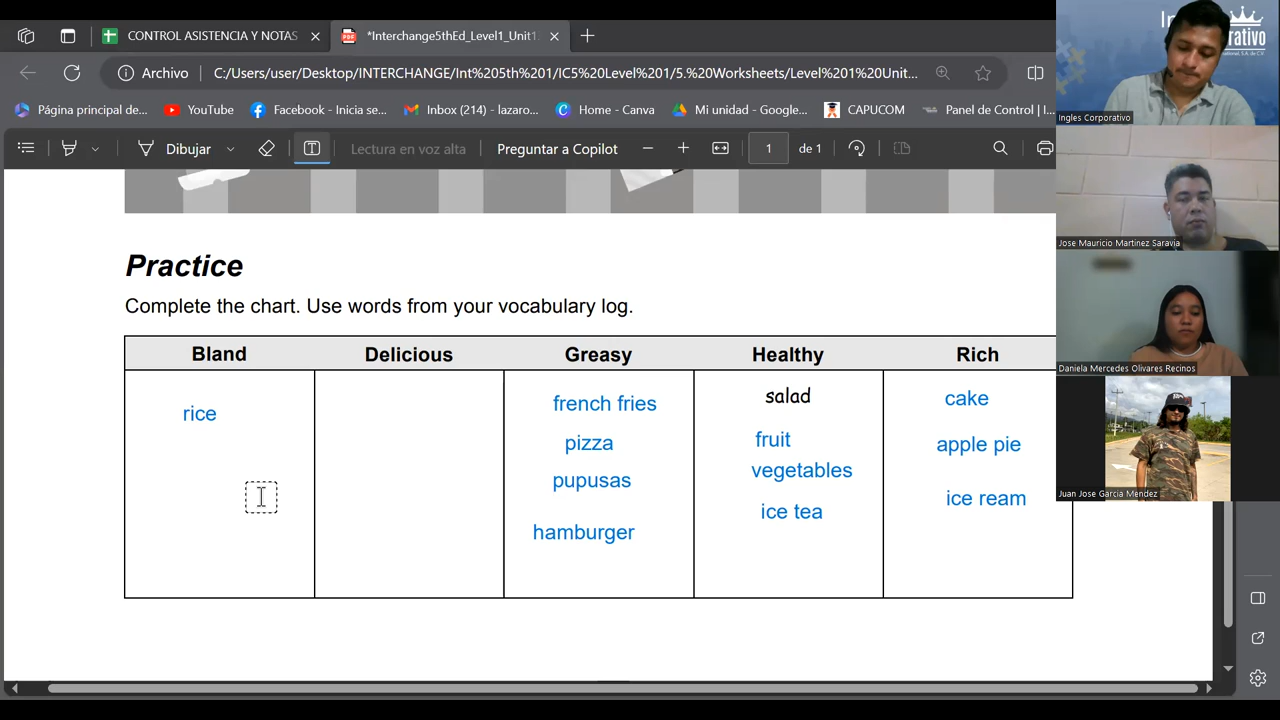 CONTROL ASISTENCIA Y NOTAS
*Interchange5thEd_Level1_Unit1
Archivo
C:/Users/user/Desktop/INTERCHANGE/Int%205th%201/IC5%20Level%201/5.%20Worksheets/Level%201%20Unit...
Página principal de...
YouTube
Facebook - Inicia se...
Inbox (214) - lazaro...
Home - Canva
Mi unidad - Google...
CAPUCOM
Panel de Control | I...
Dibujar
Lectura en voz alta
Preguntar a Copilot
1
de 1
Practice
Complete the chart. Use words from your vocabulary log.
Bland Delicious Greasy Healthy Rich
rice
french fries
pizza
pupusas
hamburger
salad
fruit
vegetables
ice tea
cake
apple pie
ice ream
Ingles Corporativo
Jose Mauricio Martinez Saravia
Daniela Mercedes Olivares Recinos
Juan Jose Garcia Mendez